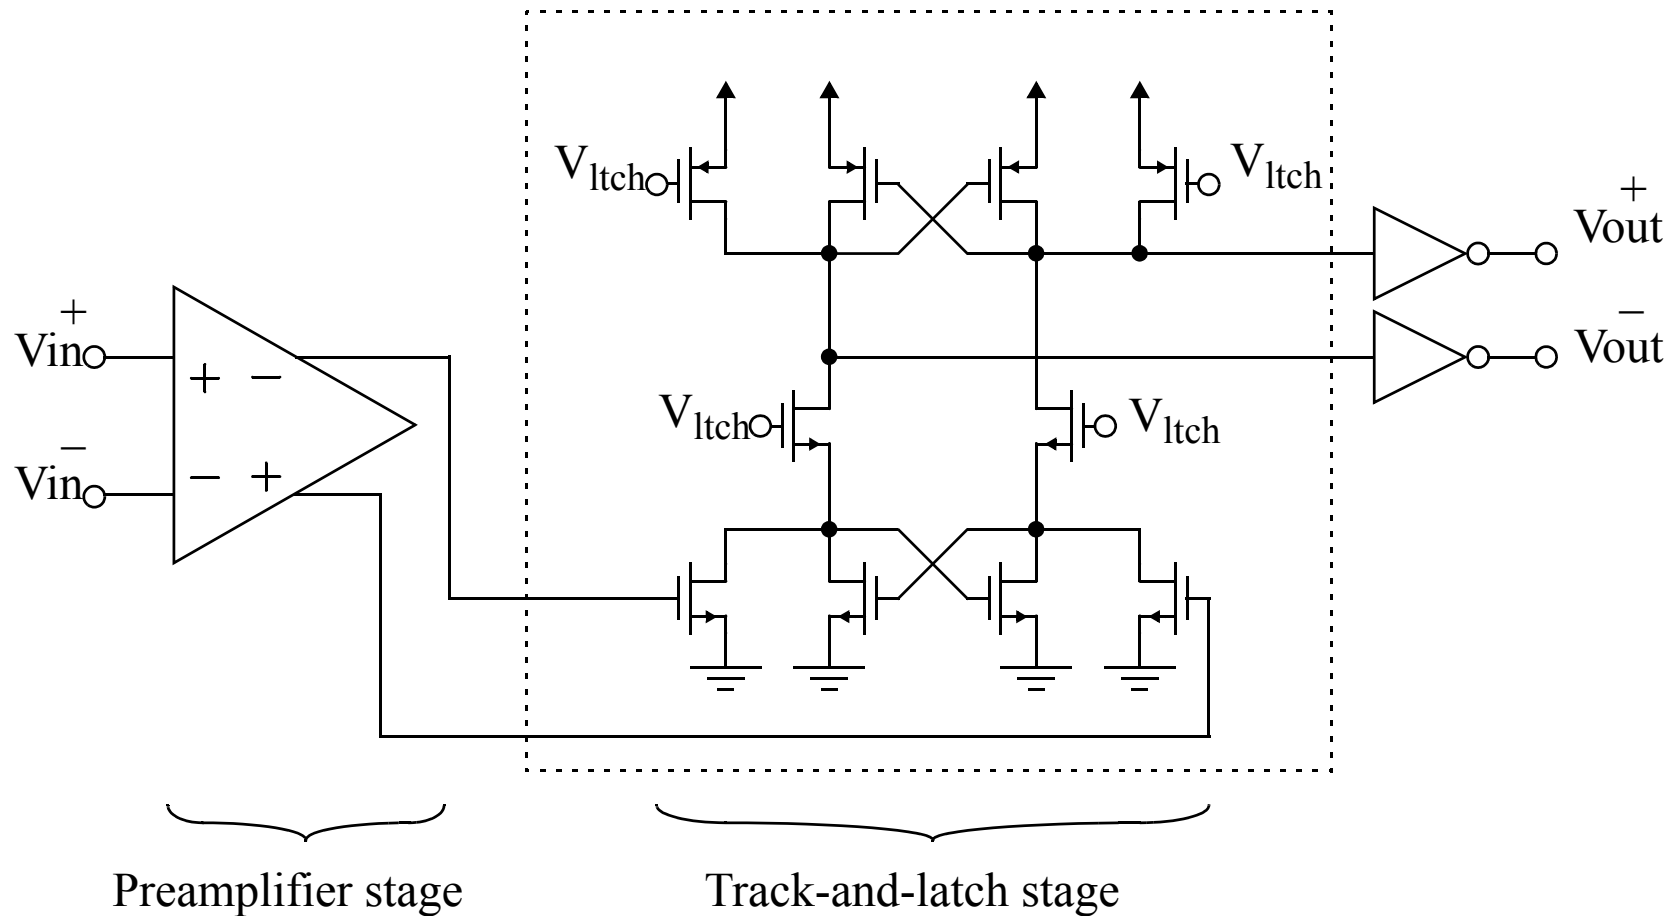 V_ltch
V_ltch
+
Vout
+
Vin
−
Vout
+ −
V_ltch
V_ltch
−
Vin
− +
Preamplifier stage
Track-and-latch stage